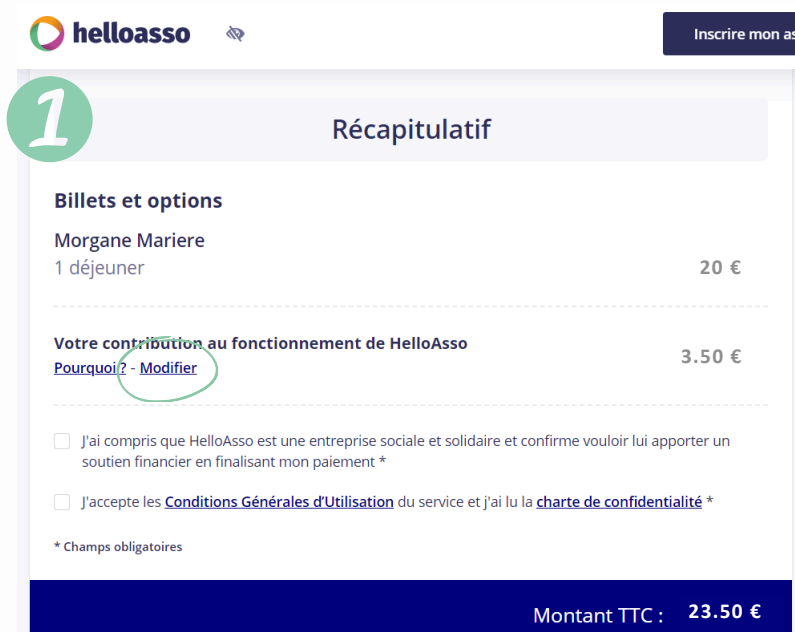 helloasso
Inscrire mon as
1
Récapitulatif
Billets et options
Morgane Mariere
1 déjeuner
20 €
Votre contribution au fonctionnement de HelloAsso
Pourquoi? - Modifier
3.50 €
J'ai compris que HelloAsso est une entreprise sociale et solidaire et confirme vouloir lui apporter un
soutien financier en finalisant mon paiement *
J'accepte les Conditions Générales d'Utilisation du service et j'ai lu la charte de confidentialité *
* Champs obligatoires
Montant TTC : 23.50 €